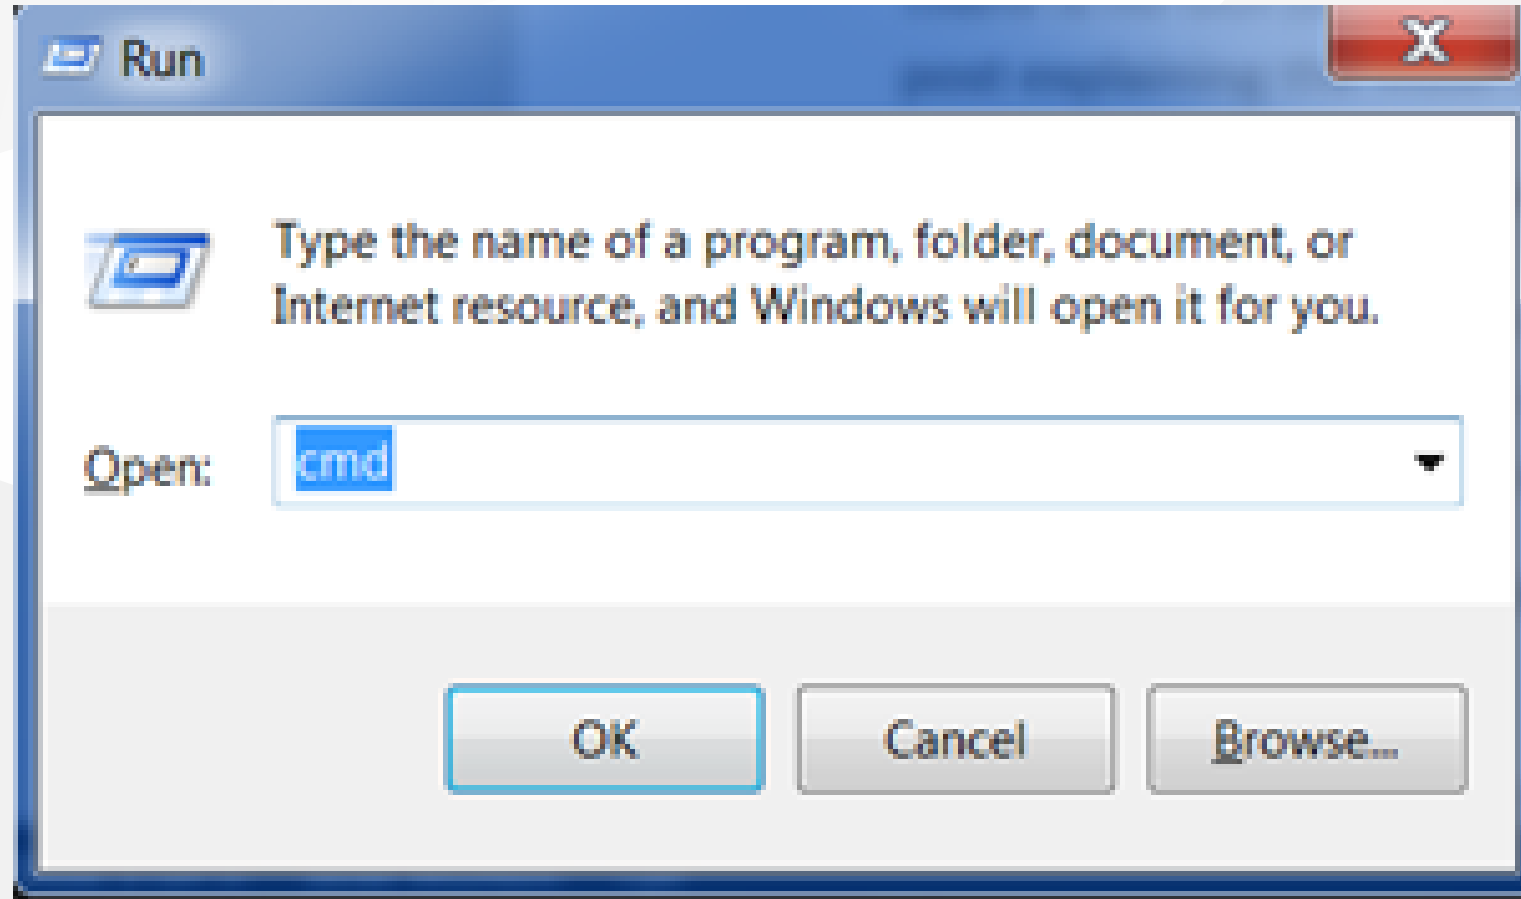 Run
Type the name of a program, folder, document, or
Internet resource, and Windows will open it for you.
Open:
cmd
OK
Cancel
Browse...